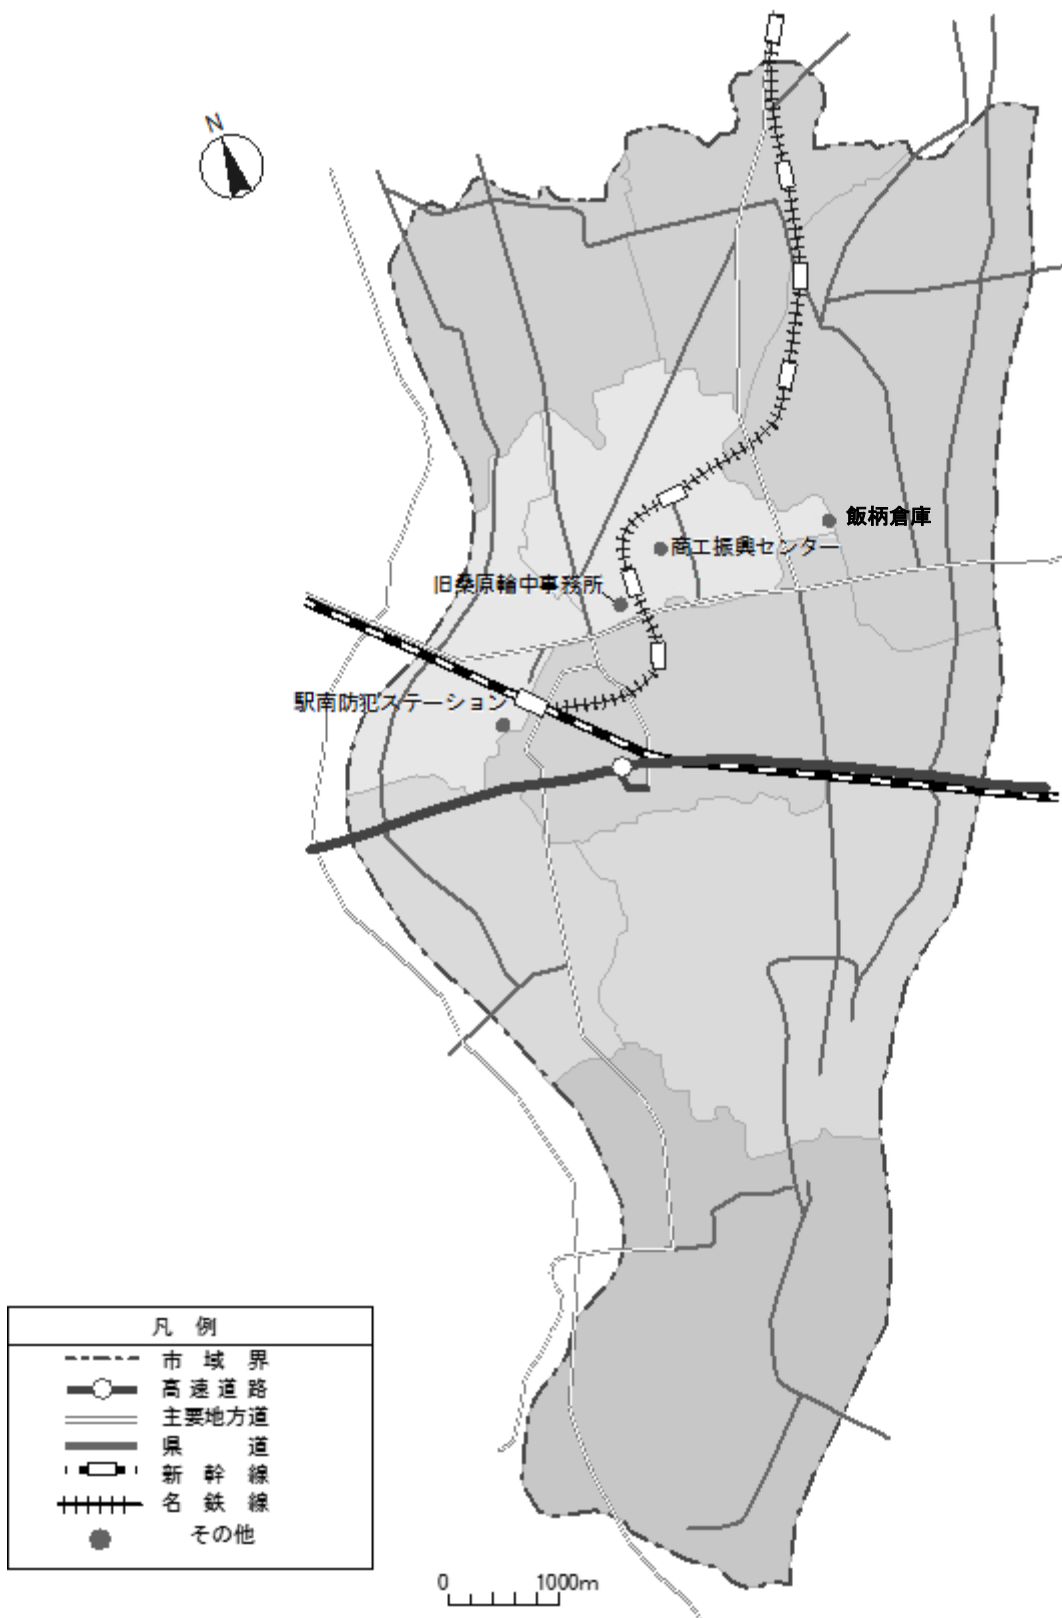 N
飯柄倉庫
商工振興センター
旧桑原輪中事務所
駅南防犯ステーション
凡 例
市 域 界
高速道路
主要地方道
県 道
新 幹 線
名 鉄 線
その他
0 1000m